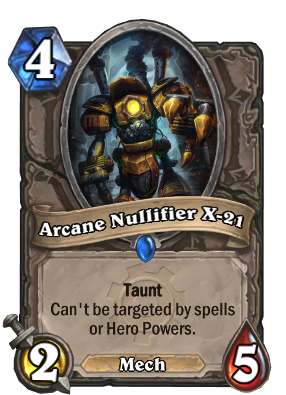 4
Arcane Nullifier X-21
Taunt
Can't be targeted by spells
or Hero Powers.
2
Mech
5